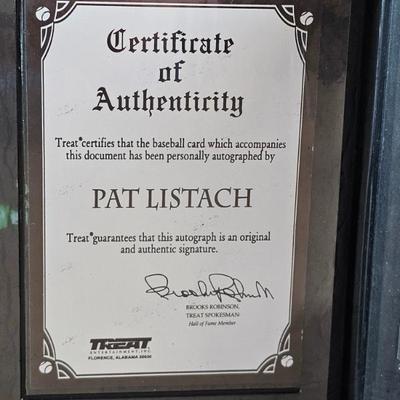 Certificate
of
Authenticity
Treat® certifies that the baseball card which accompanies
this document has been personally autographed by
PAT LISTACH
Treat® guarantees that this autograph is an original
and authentic signature.
BROOKS ROBINSON,
TREAT SPOKESMAN
Hall of Fame Member
TREAT
ENTERTAINMENT, INC.
FLORENCE, ALABAMA 35630